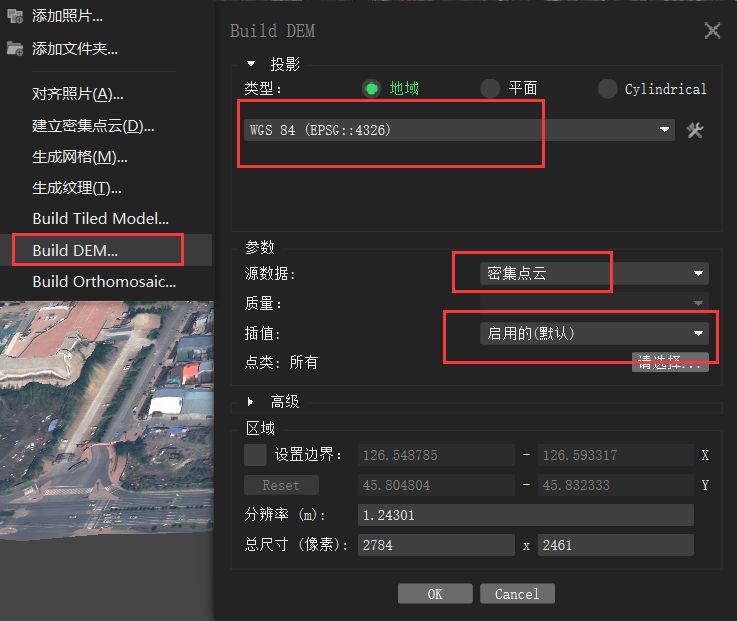 添加照片...
添加文件夹...
对齐照片(A)...
建立密集点云(D)...
生成网格(M)...
生成纹理(T)...
Build Tiled Model...
Build DEM...
Build Orthomosaic...
Build DEM
投影
类型: 地域 平面 Cylindrical
WGS 84 (EPSG::4326)
参数
源数据: 密集点云
质量:
插值: 启用的(默认)
点类: 所有 请选择...
高级
区域
设置边界: 126.548785 - 126.593317 X
Reset 45.804804 - 45.832333 Y
分辨率 (m): 1.24301
总尺寸 (像素): 2784 x 2461
OK Cancel